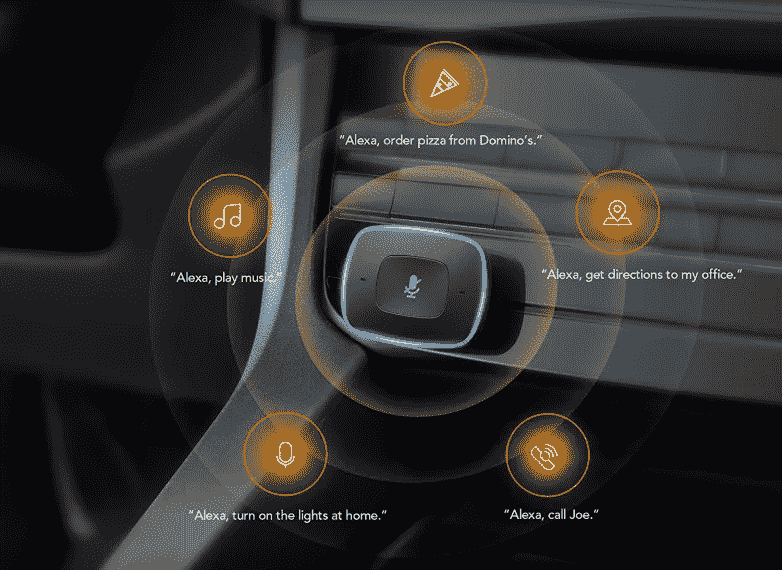 “Alexa, order pizza from Domino’s.”
“Alexa, play music.”
“Alexa, get directions to my office.”
“Alexa, turn on the lights at home.”
“Alexa, call Joe.”